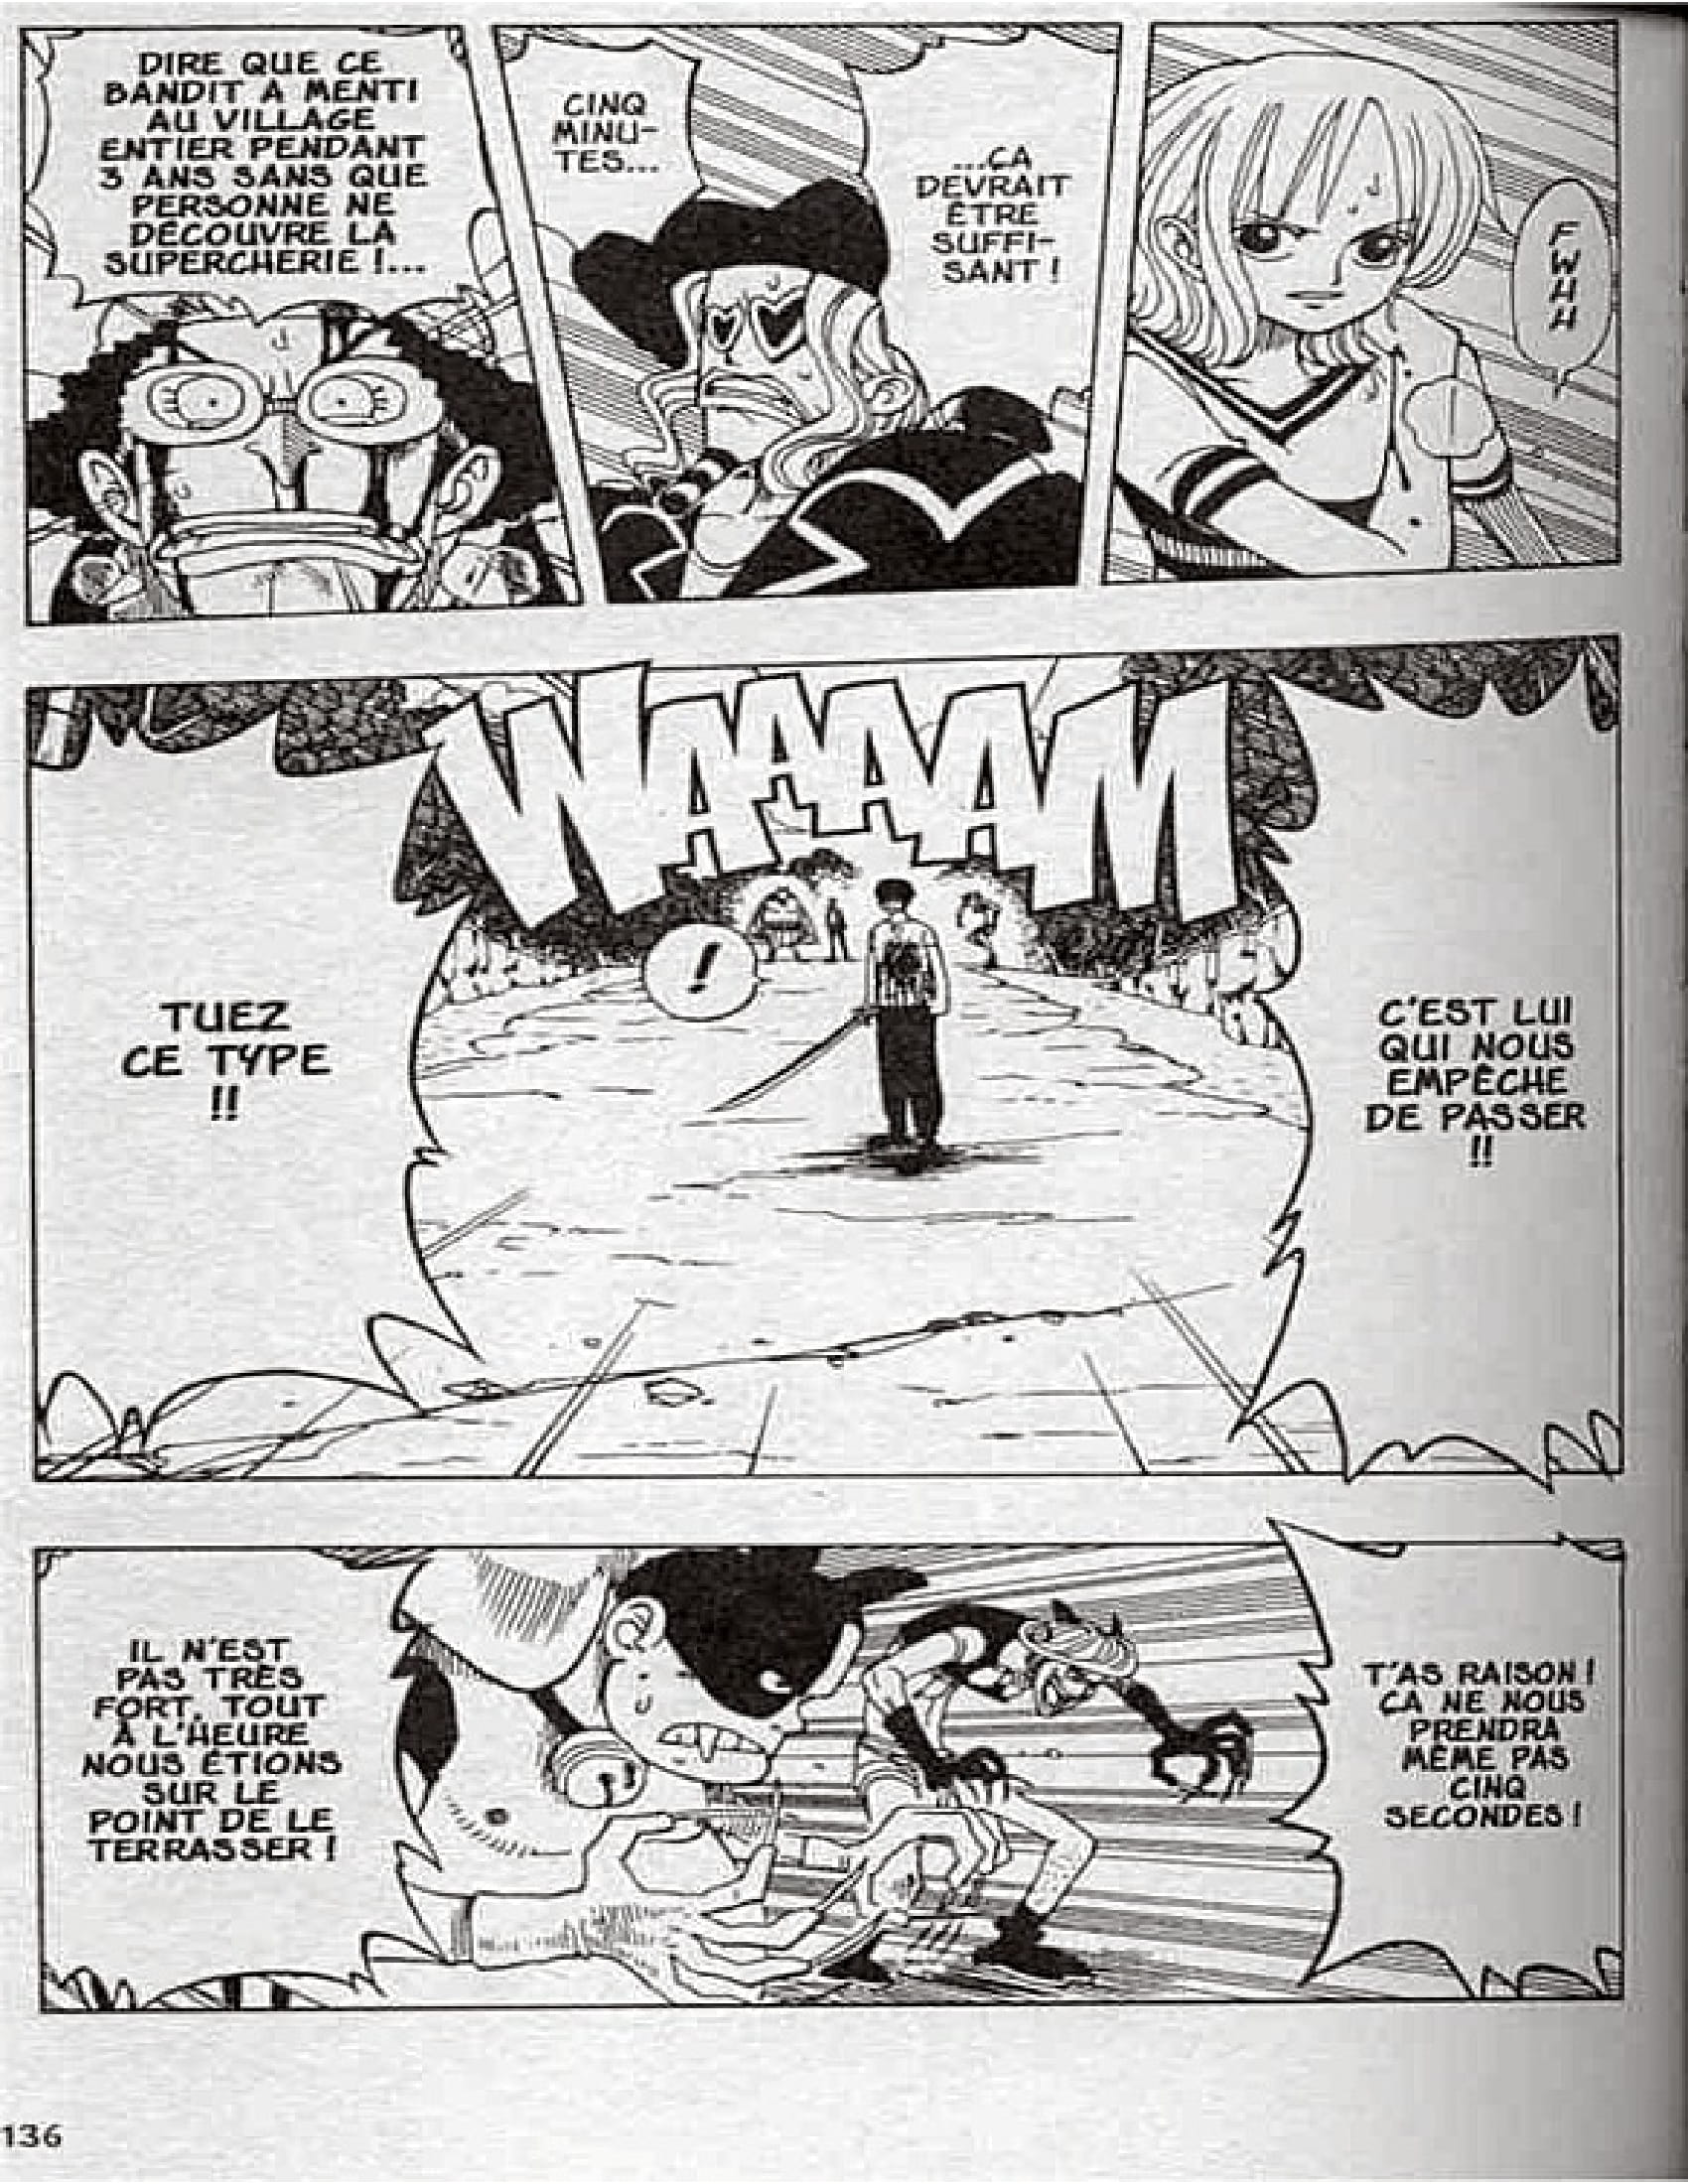 F
W
H
H
CINQ
MINU-
TES...
...ÇA
DEVRAIT
ÊTRE
SUFFI-
SANT !
DIRE QUE CE
BANDIT A MENTI
AU VILLAGE
ENTIER PENDANT
3 ANS SANS QUE
PERSONNE NE
DÉCOUVRE LA
SUPERCHERIE !...
WAAAAAM
C'EST LUI
QUI NOUS
EMPÊCHE
DE PASSER
!!
!
TUEZ
CE TYPE
!!
T'AS RAISON !
ÇA NE NOUS
PRENDRA
MÊME PAS
CINQ
SECONDES !
IL N'EST
PAS TRÈS
FORT. TOUT
À L'HEURE
NOUS ÉTIONS
SUR LE
POINT DE LE
TERRASSER !
136